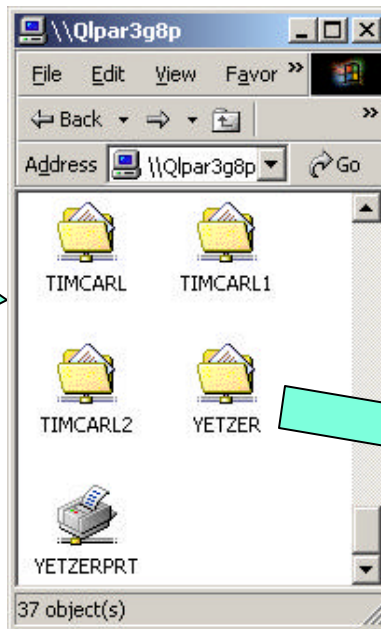 \\Qlpar3g8p
File Edit View Favor »
Back »
Address \\Qlpar3g8p Go
TIMCARL TIMCARL1
TIMCARL2 YETZER
YETZERPRT
37 object(s)